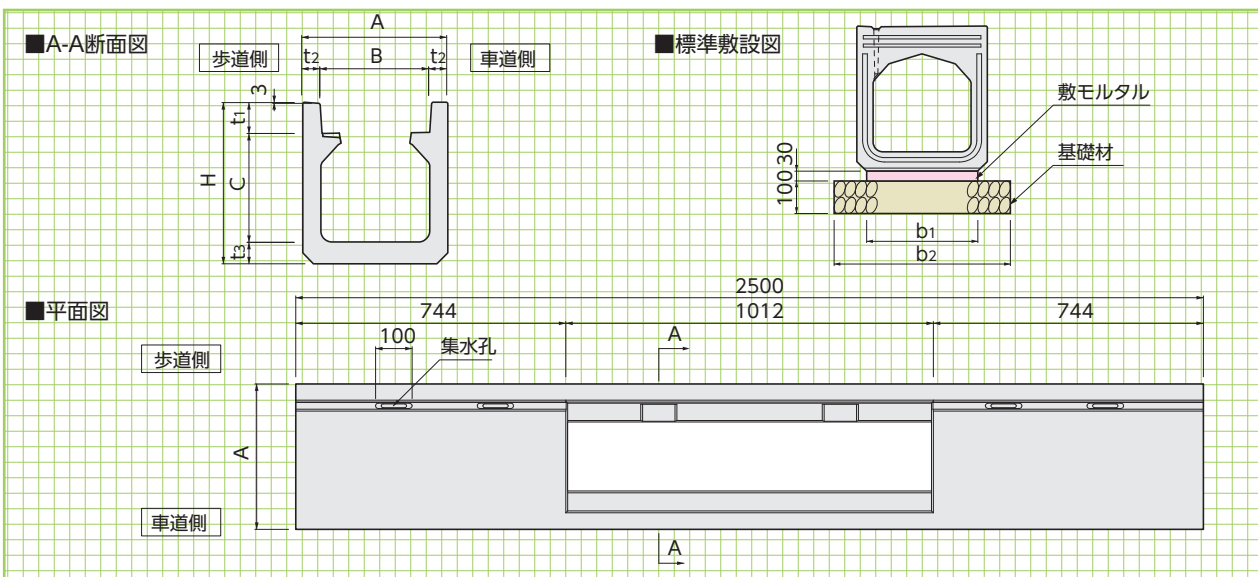 ■A-A断面図
歩道側
車道側
A
t2
B
t2
3
t1
H
C
t3
■標準敷設図
敷モルタル
基礎材
30
100
b1
b2
■平面図
2500
744
1012
744
100
集水孔
A
歩道側
A
車道側
A